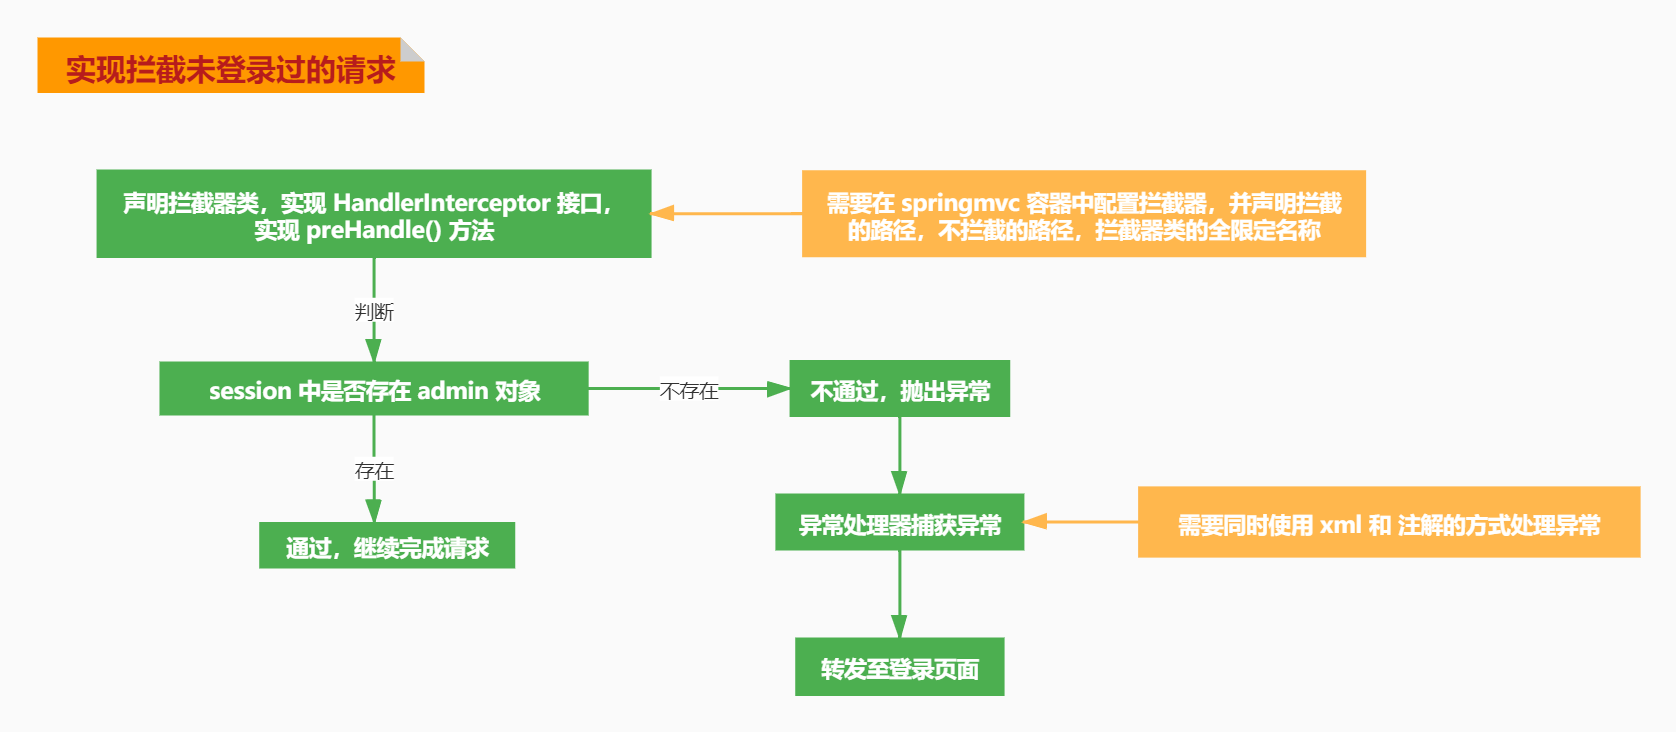 实现拦截未登录过的请求
声明拦截器类，实现 HandlerInterceptor 接口，
实现 preHandle() 方法
需要在 springmvc 容器中配置拦截器，并声明拦截
的路径，不拦截的路径，拦截器类的全限定名称
判断
session 中是否存在 admin 对象
不存在
不通过，抛出异常
存在
通过，继续完成请求
异常处理器捕获异常
需要同时使用 xml 和 注解的方式处理异常
转发至登录页面